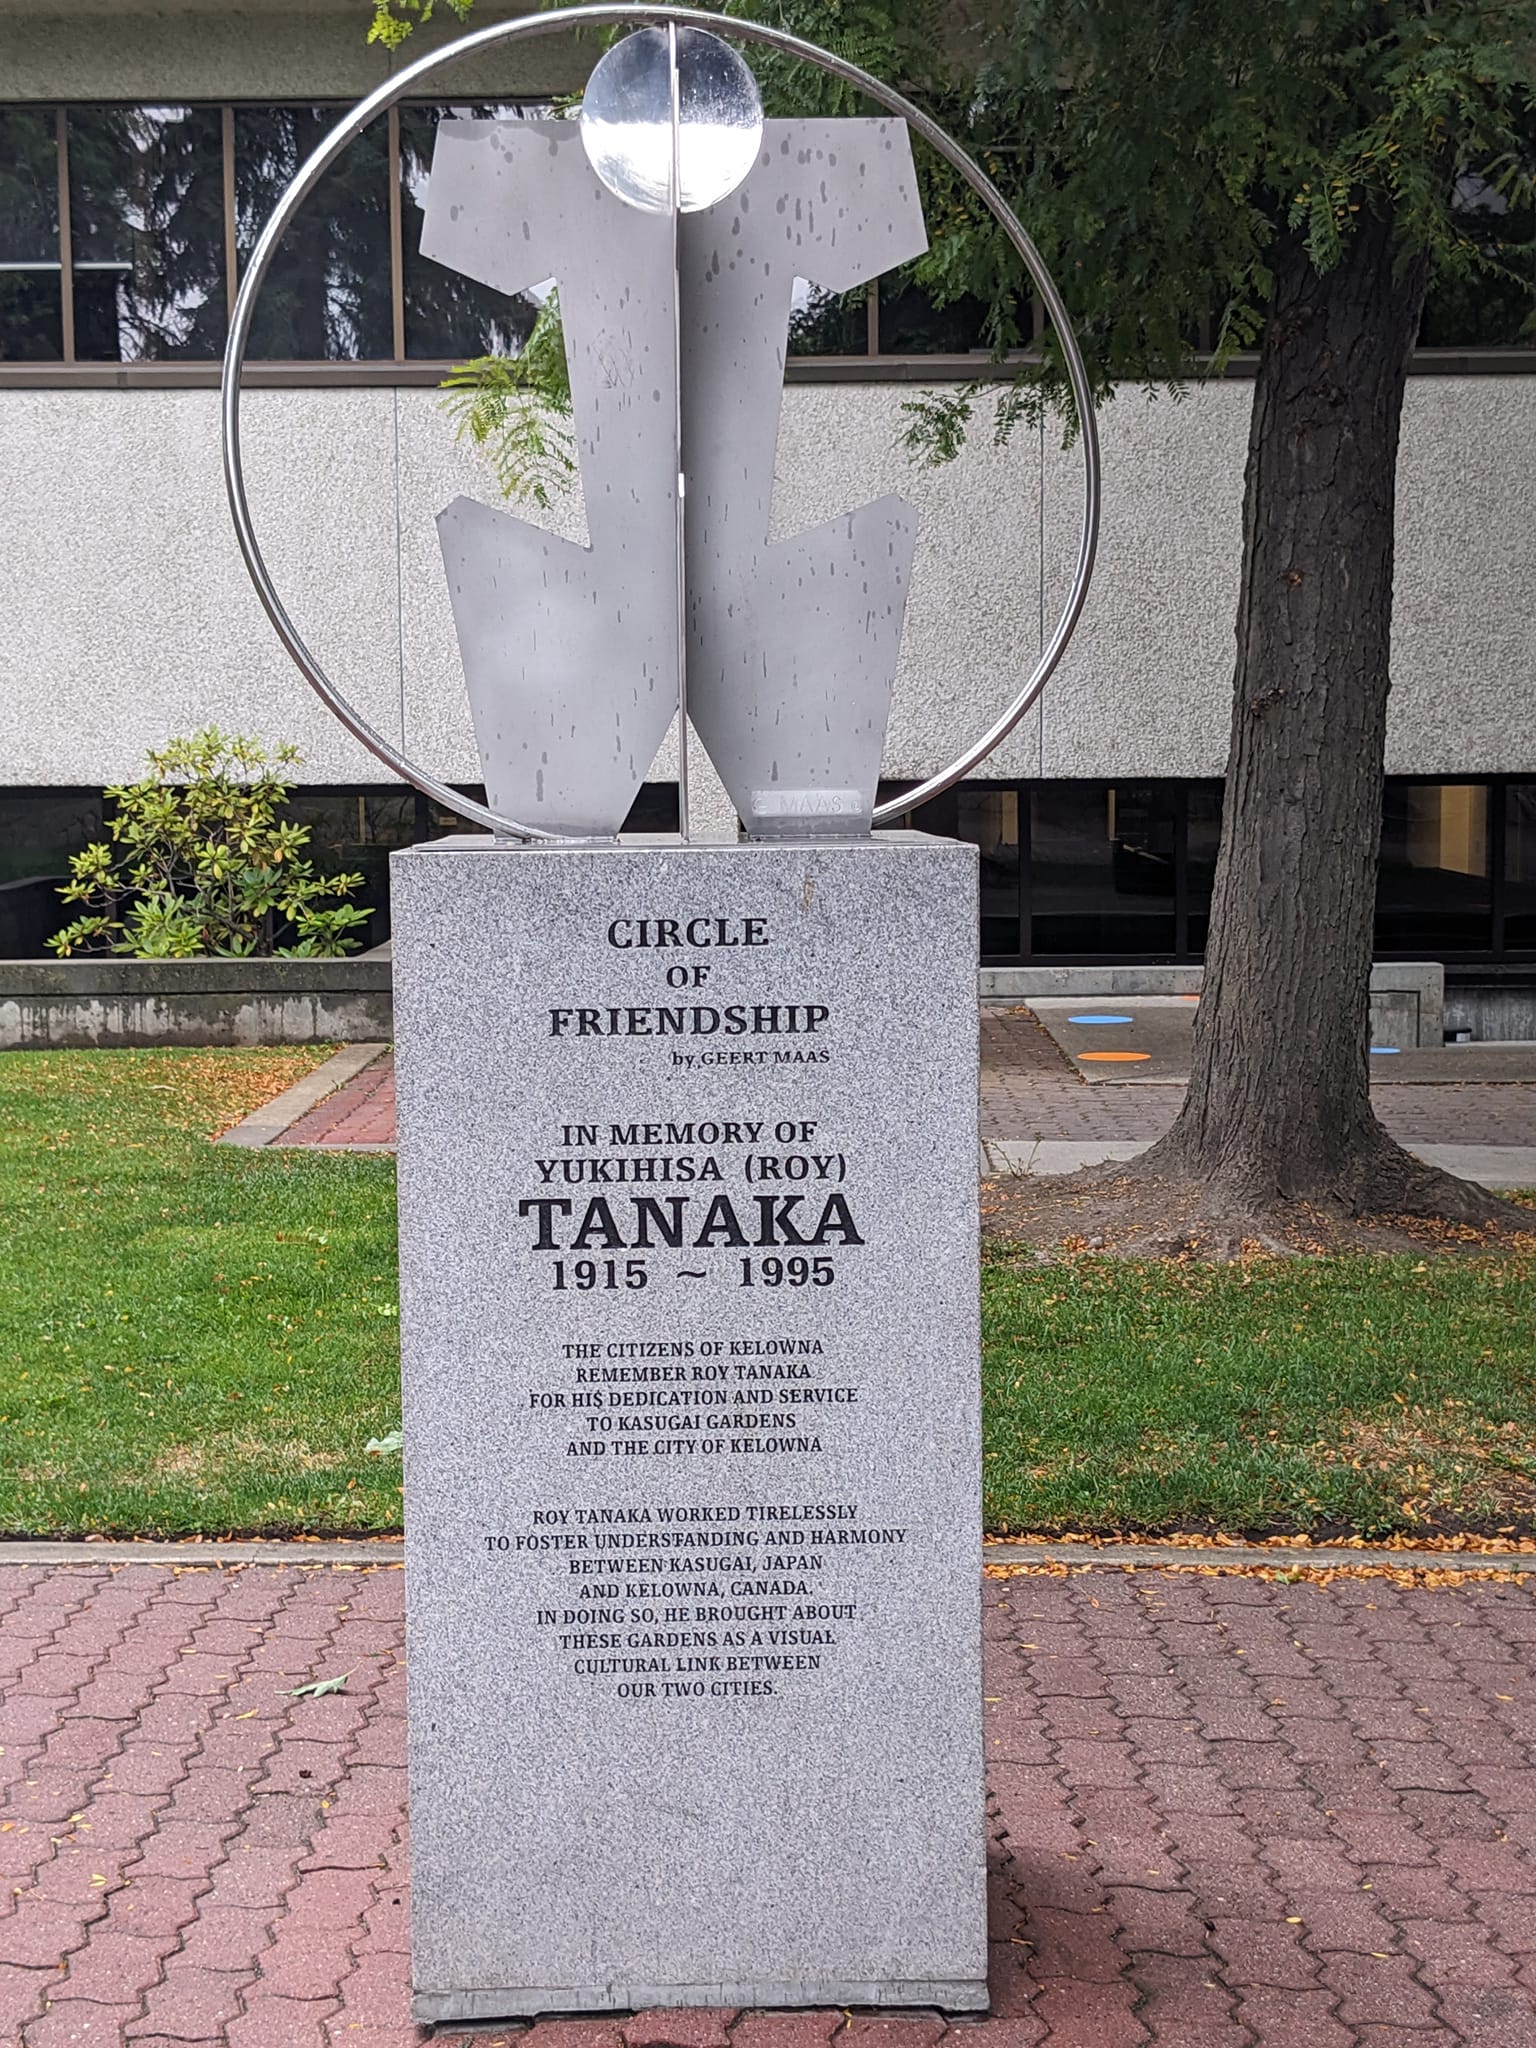 G MAAS
CIRCLE
OF
FRIENDSHIP
by GEERT MAAS
IN MEMORY OF
YUKIHISA (ROY)
TANAKA
1915 ~ 1995
THE CITIZENS OF KELOWNA
REMEMBER ROY TANAKA
FOR HIS DEDICATION AND SERVICE
TO KASUGAI GARDENS
AND THE CITY OF KELOWNA
ROY TANAKA WORKED TIRELESSLY
TO FOSTER UNDERSTANDING AND HARMONY
BETWEEN KASUGAI, JAPAN
AND KELOWNA, CANADA.
IN DOING SO, HE BROUGHT ABOUT
THESE GARDENS AS A VISUAL
CULTURAL LINK BETWEEN
OUR TWO CITIES.